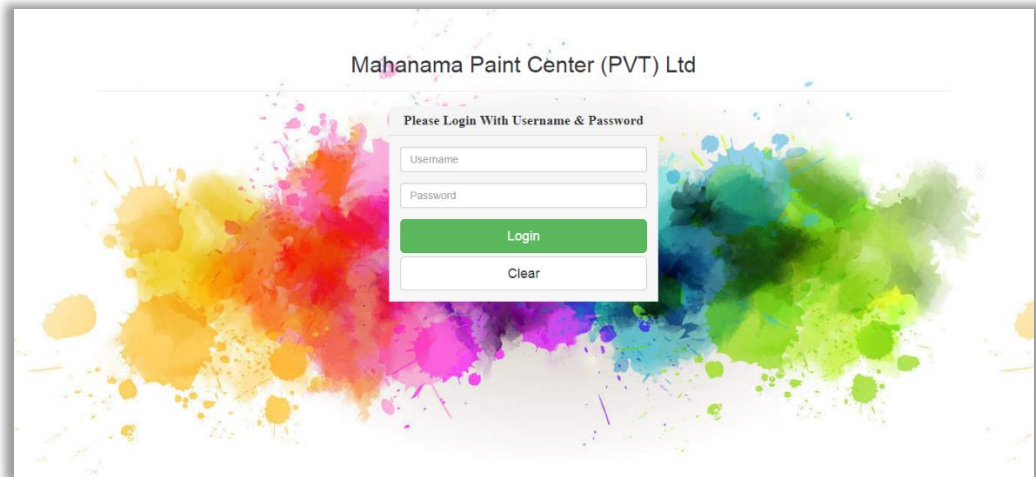 Mahanama Paint Center (PVT) Ltd
Please Login With Username & Password
Username
Password
Login
Clear